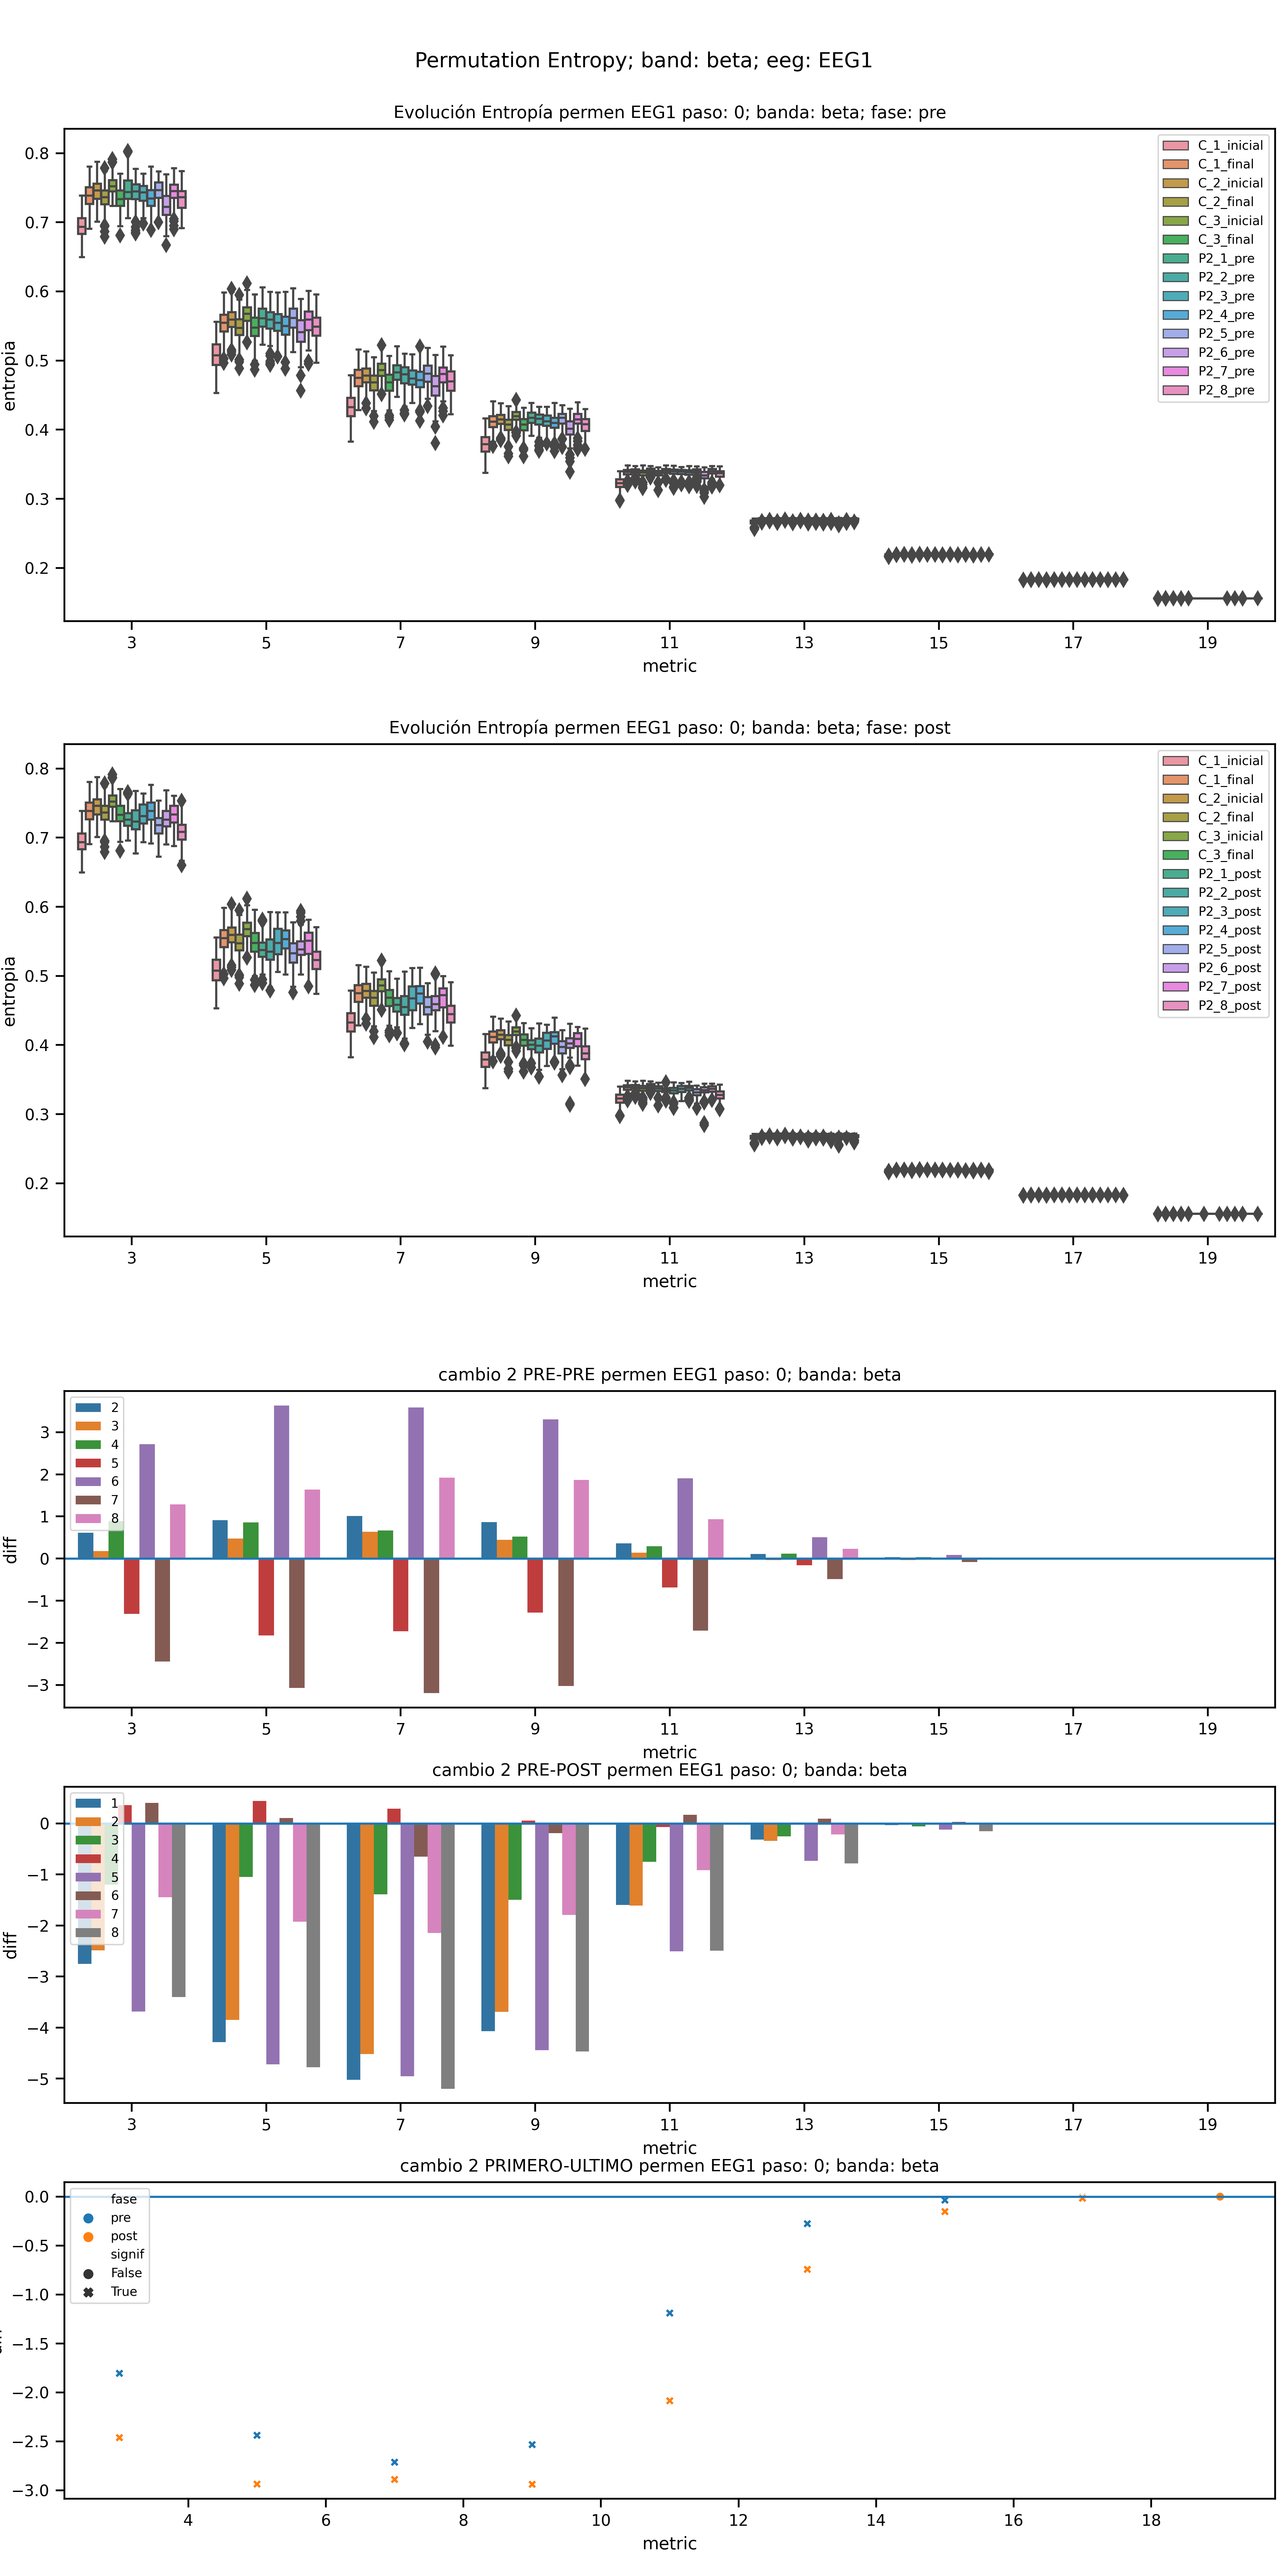 Permutation Entropy; band: beta; eeg: EEG1
Evolución Entropía permen EEG1 paso: 0; banda: beta; fase: pre
entropia
0.8
0.7
0.6
0.5
0.4
0.3
0.2
C_1_inicial
C_1_final
C_2_inicial
C_2_final
C_3_inicial
C_3_final
P2_1_pre
P2_2_pre
P2_3_pre
P2_4_pre
P2_5_pre
P2_6_pre
P2_7_pre
P2_8_pre
3 5 7 9 11 13 15 17 19
metric
Evolución Entropía permen EEG1 paso: 0; banda: beta; fase: post
entropia
0.8
0.7
0.6
0.5
0.4
0.3
0.2
C_1_inicial
C_1_final
C_2_inicial
C_2_final
C_3_inicial
C_3_final
P2_1_post
P2_2_post
P2_3_post
P2_4_post
P2_5_post
P2_6_post
P2_7_post
P2_8_post
3 5 7 9 11 13 15 17 19
metric
cambio 2 PRE-PRE permen EEG1 paso: 0; banda: beta
diff
3
2
1
0
−1
−2
−3
2
3
4
5
6
7
8
3 5 7 9 11 13 15 17 19
metric
cambio 2 PRE-POST permen EEG1 paso: 0; banda: beta
diff
0
−1
−2
−3
−4
−5
1
2
3
4
5
6
7
8
3 5 7 9 11 13 15 17 19
metric
cambio 2 PRIMERO-ULTIMO permen EEG1 paso: 0; banda: beta
0.0
−0.5
−1.0
−1.5
−2.0
−2.5
−3.0
fase
pre
post
signif
False
True
4 6 8 10 12 14 16 18
metric